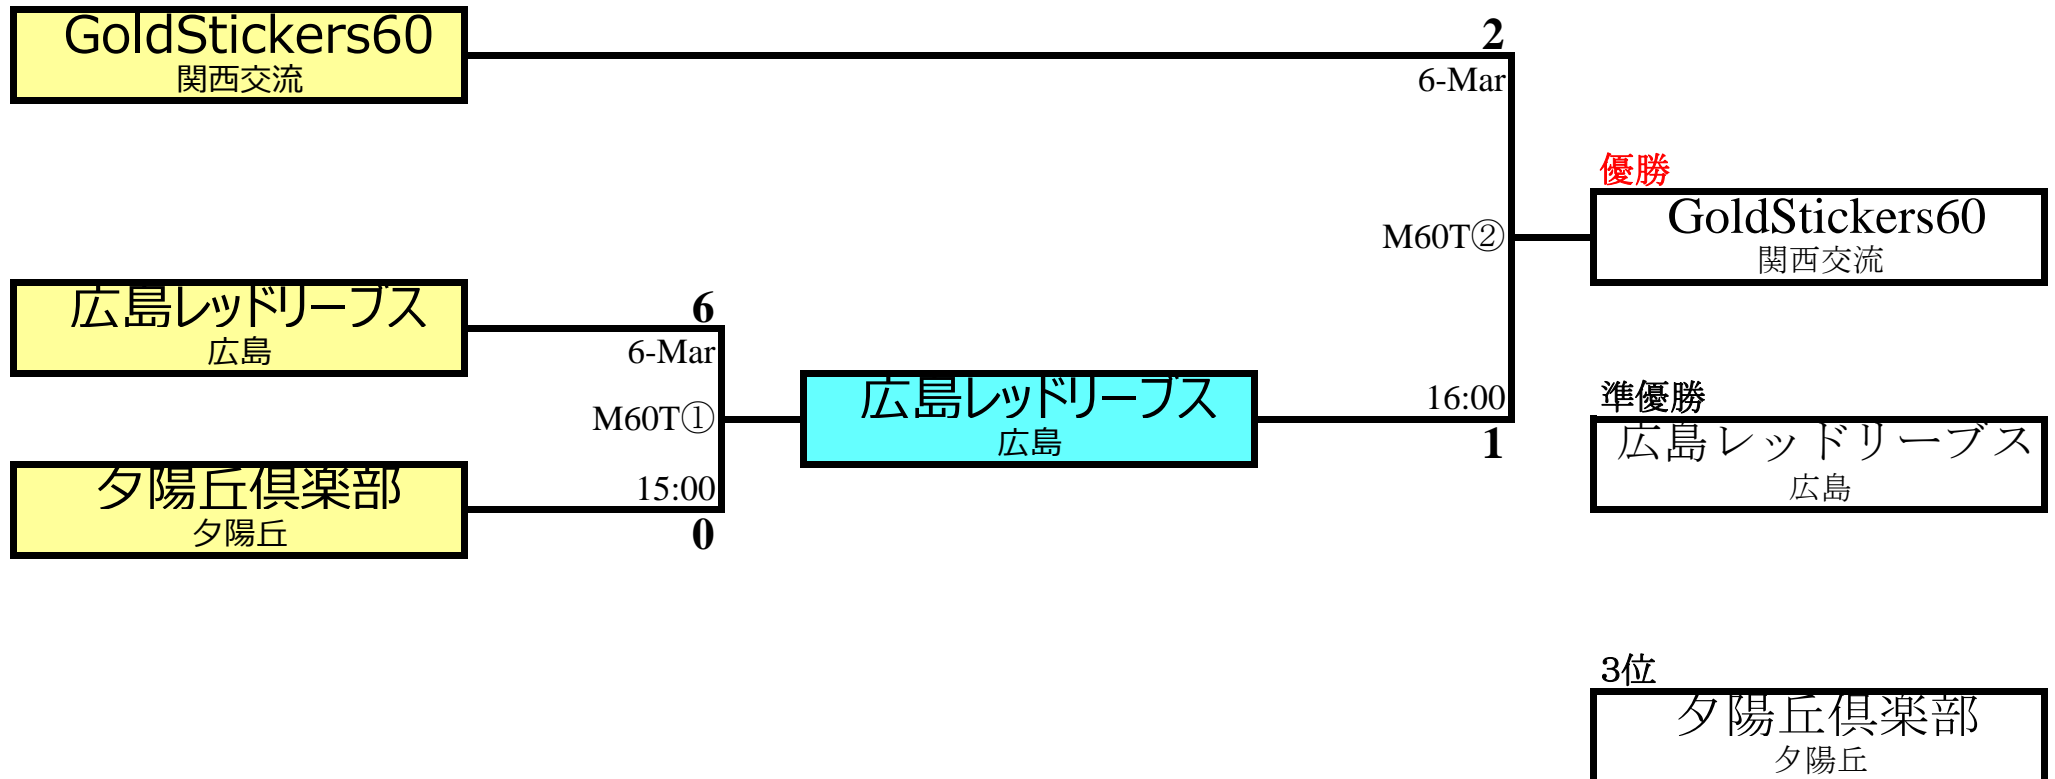 GoldStickers60
関西交流
2
6-Mar
優勝
GoldStickers60
関西交流
M60T②
広島レッドリーブス
広島
6
6-Mar
M60T①
広島レッドリーブス
広島
16:00
1
準優勝
広島レッドリーブス
広島
夕陽丘倶楽部
夕陽丘
15:00
0
3位
夕陽丘倶楽部
夕陽丘